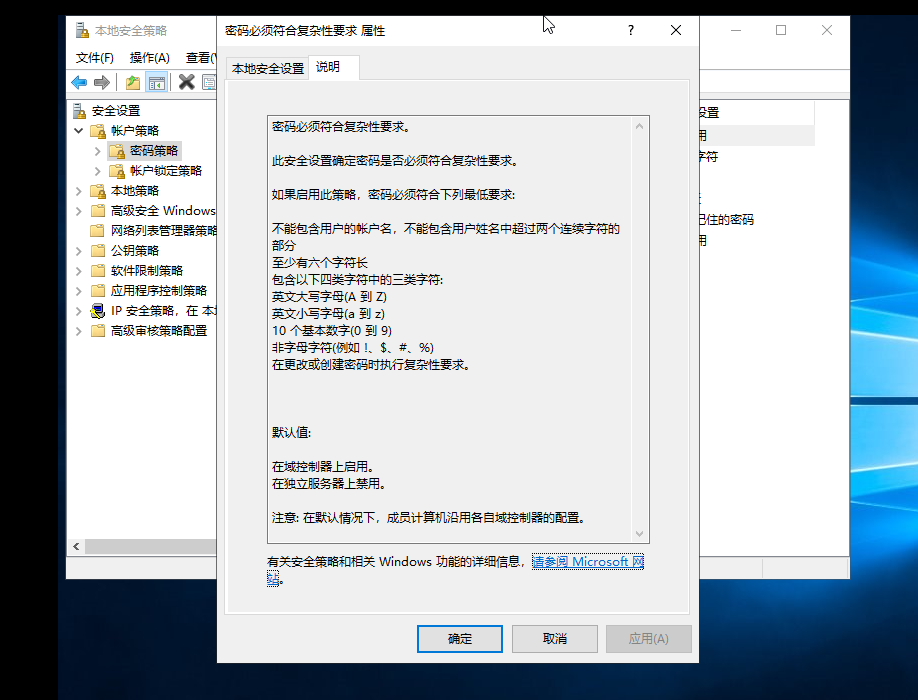 本地安全策略
文件(F)
操作(A)
查看(
安全设置
帐户策略
密码策略
帐户锁定策略
本地策略
高级安全 Windows
网络列表管理器策略
公钥策略
软件限制策略
应用程序控制策略
IP 安全策略，在 本
高级审核策略配置
密码必须符合复杂性要求 属性
?
本地安全设置
说明
密码必须符合复杂性要求。
此安全设置确定密码是否必须符合复杂性要求。
如果启用此策略，密码必须符合下列最低要求:
不能包含用户的帐户名，不能包含用户姓名中超过两个连续字符的
部分
至少有六个字符长
包含以下四类字符中的三类字符:
英文大写字母(A 到 Z)
英文小写字母(a 到 z)
10 个基本数字(0 到 9)
非字母字符(例如 !、$、#、%)
在更改或创建密码时执行复杂性要求。
默认值:
在域控制器上启用。
在独立服务器上禁用。
注意: 在默认情况下，成员计算机沿用各自域控制器的配置。
有关安全策略和相关 Windows 功能的详细信息，请参阅 Microsoft 网
站。
确定
取消
应用(A)
设置
用
字符
记住的密码
用